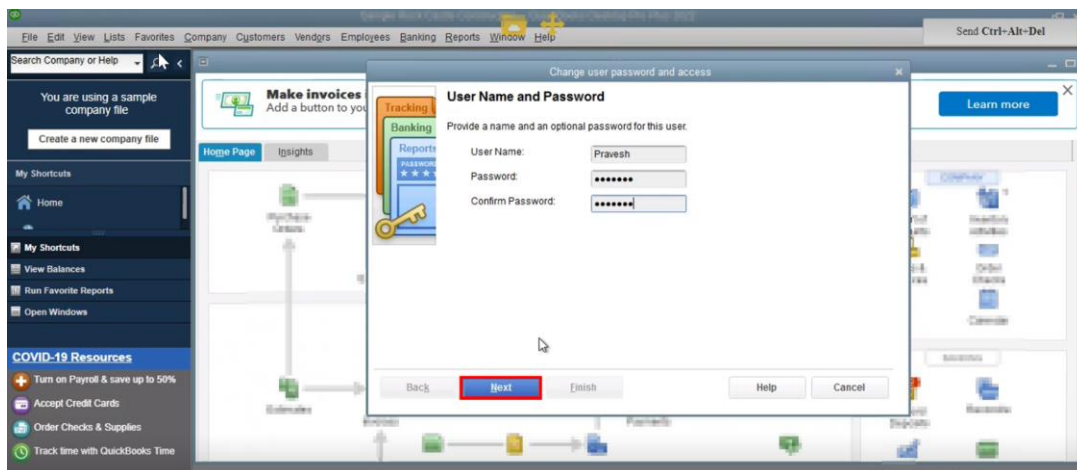 File Edit View Lists Favorites Company Customers Vendors Employees Banking Reports Window Help
Send Ctrl+Alt+Del
Search Company or Help
You are using a sample
company file
Create a new company file
My Shortcuts
Home
My Shortcuts
View Balances
Run Favorite Reports
Open Windows
COVID-19 Resources
Turn on Payroll & save up to 50%
Accept Credit Cards
Order Checks & Supplies
Track time with QuickBooks Time
Make invoices
Add a button to you
Learn more
Home Page Insights
Change user password and access
Tracking
Banking
Reports
User Name and Password
Provide a name and an optional password for this user.
User Name: Pravesh
Password: •••••••
Confirm Password: •••••••
Back Next Finish Help Cancel
Estimates